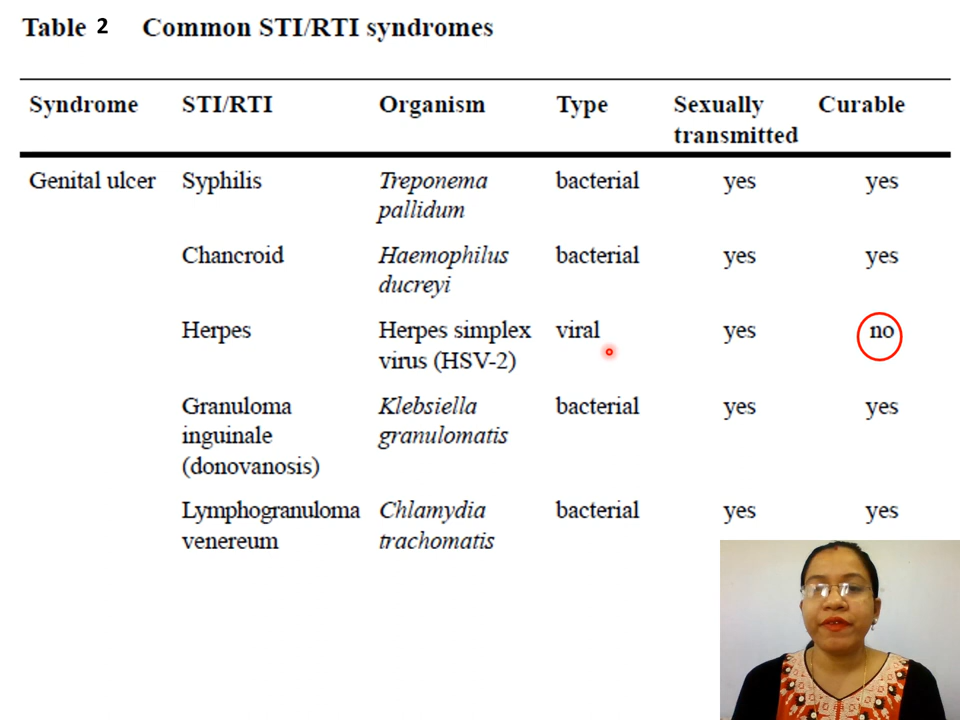 Table 2 Common STI/RTI syndromes
Syndrome STI/RTI Organism Type Sexually transmitted Curable
Genital ulcer Syphilis Treponema pallidum bacterial yes yes
Chancroid Haemophilus ducreyi bacterial yes yes
Herpes Herpes simplex virus (HSV-2) viral yes no
Granuloma inguinale (donovanosis) Klebsiella granulomatis bacterial yes yes
Lymphogranuloma venereum Chlamydia trachomatis bacterial yes yes